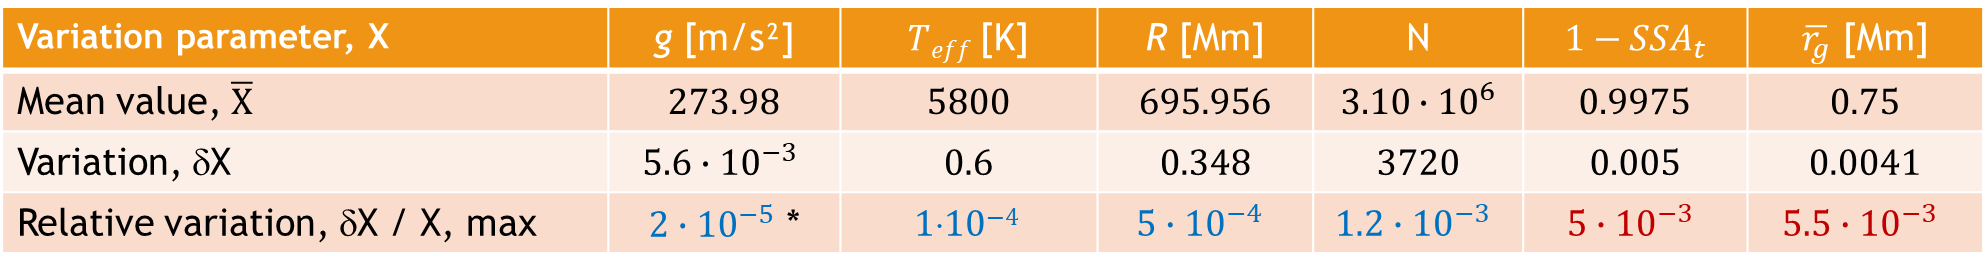 Variation parameter, X g [m/s²] T_eff [K] R [Mm] N 1 − SSA_t r̅_g [Mm]
Mean value, X̅ 273.98 5800 695.956 3.10 · 10⁶ 0.9975 0.75
Variation, δX 5.6 · 10⁻³ 0.6 0.348 3720 0.005 0.0041
Relative variation, δX / X, max 2 · 10⁻⁵ * 1·10⁻⁴ 5 · 10⁻⁴ 1.2 · 10⁻³ 5 · 10⁻³ 5.5 · 10⁻³